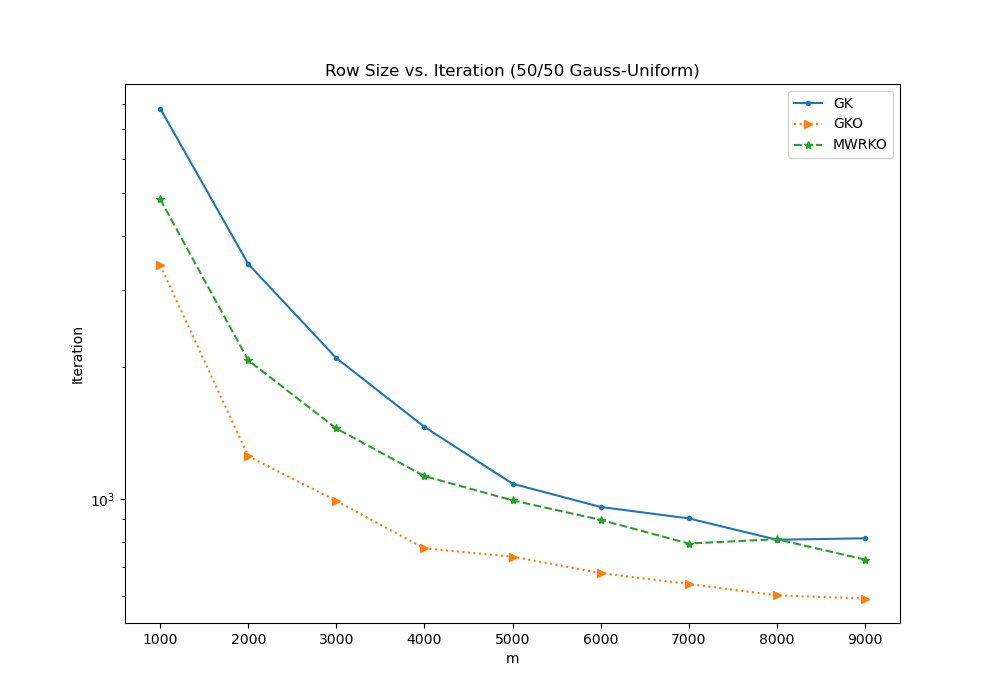 Row Size vs. Iteration (50/50 Gauss-Uniform)
GK
GKO
MWRKO
Iteration
10³
1000 2000 3000 4000 5000 6000 7000 8000 9000
m